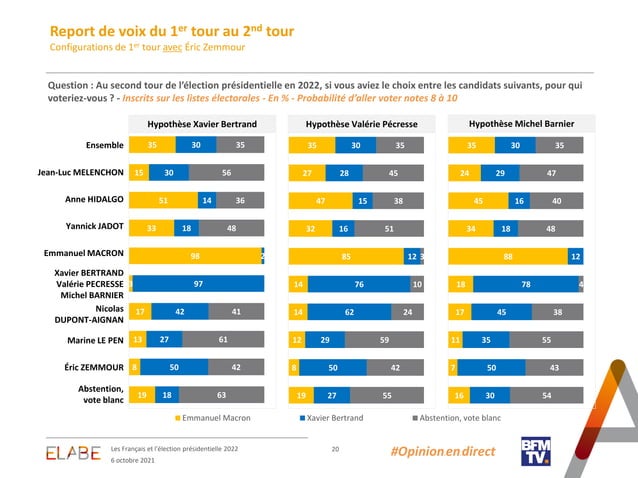 Report de voix du 1er tour au 2nd tour
Configurations de 1er tour avec Éric Zemmour
Question : Au second tour de l'élection présidentielle en 2022, si vous aviez le choix entre les candidats suivants, pour qui
voteriez-vous ? - Inscrits sur les listes électorales - En % - Probabilité d'aller voter notes 8 à 10
Hypothèse Xavier Bertrand Hypothèse Valérie Pécresse Hypothèse Michel Barnier
Ensemble 35 30 35 35 30 35 35 30 35
Jean-Luc MELENCHON 15 30 56 27 28 45 24 29 47
Anne HIDALGO 51 14 36 47 15 38 45 16 40
Yannick JADOT 33 18 48 32 16 51 34 18 48
Emmanuel MACRON 98 2 85 12 3 88 12
Xavier BERTRAND
Valérie PECRESSE 3 97 14 76 10 18 78 4
Michel BARNIER
Nicolas
DUPONT-AIGNAN 17 42 41 14 62 24 17 45 38
Marine LE PEN 13 27 61 12 29 59 11 35 55
Éric ZEMMOUR 8 50 42 8 50 42 7 50 43
Abstention,
vote blanc 19 18 63 19 27 55 16 30 54
Emmanuel Macron Xavier Bertrand Abstention, vote blanc
ELABE
Les Français et l'élection présidentielle 2022
6 octobre 2021
20
#Opinion en direct
BFM
TV.